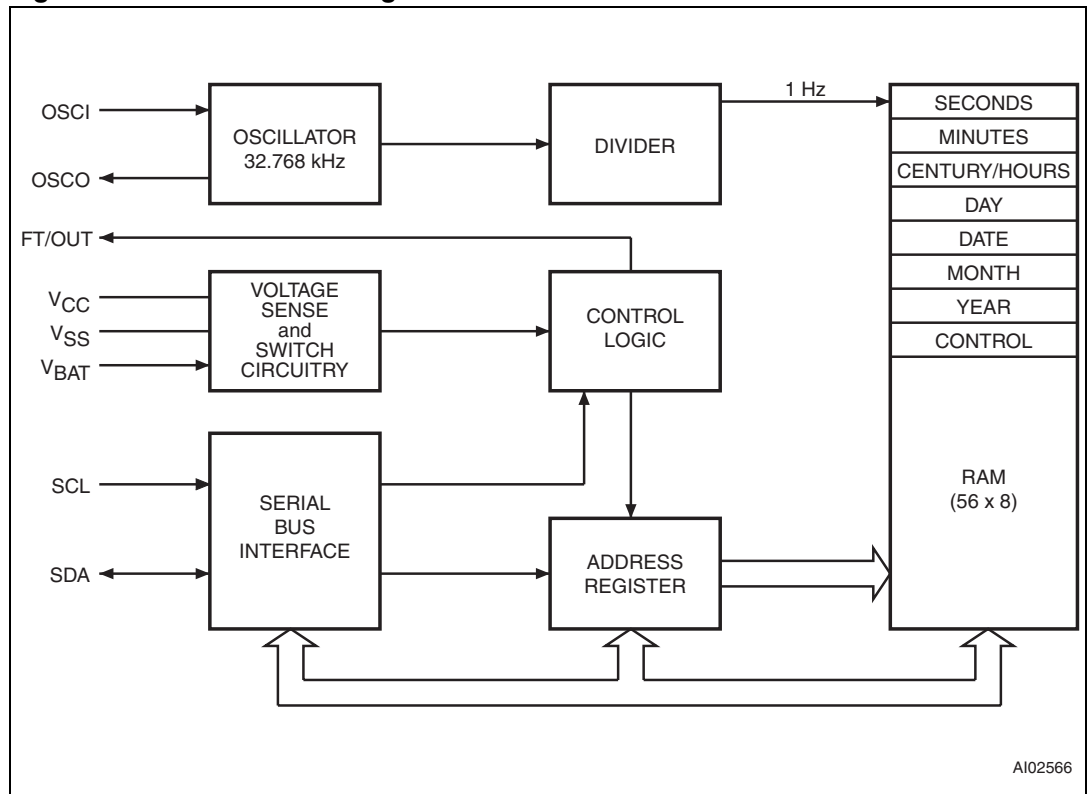 OSCI
OSCO
FT/OUT
VCC
VSS
VBAT
SCL
SDA
OSCILLATOR
32.768 kHz
DIVIDER
1 Hz
VOLTAGE
SENSE
and
SWITCH
CIRCUITRY
CONTROL
LOGIC
SERIAL
BUS
INTERFACE
ADDRESS
REGISTER
SECONDS
MINUTES
CENTURY/HOURS
DAY
DATE
MONTH
YEAR
CONTROL
RAM
(56 x 8)
AI02566